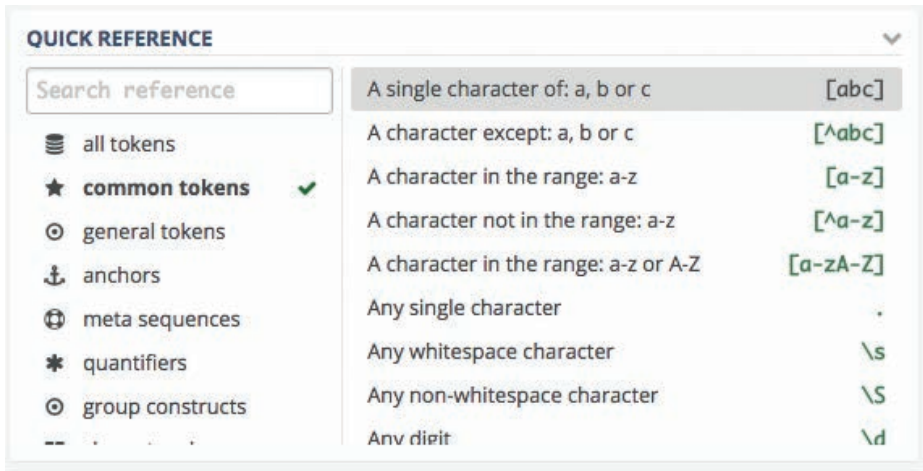 QUICK REFERENCE
Search reference
all tokens
common tokens
general tokens
anchors
meta sequences
quantifiers
group constructs
A single character of: a, b or c [abc]
A character except: a, b or c [^abc]
A character in the range: a-z [a-z]
A character not in the range: a-z [^a-z]
A character in the range: a-z or A-Z [a-zA-Z]
Any single character .
Any whitespace character \s
Any non-whitespace character \S
Any digit \d